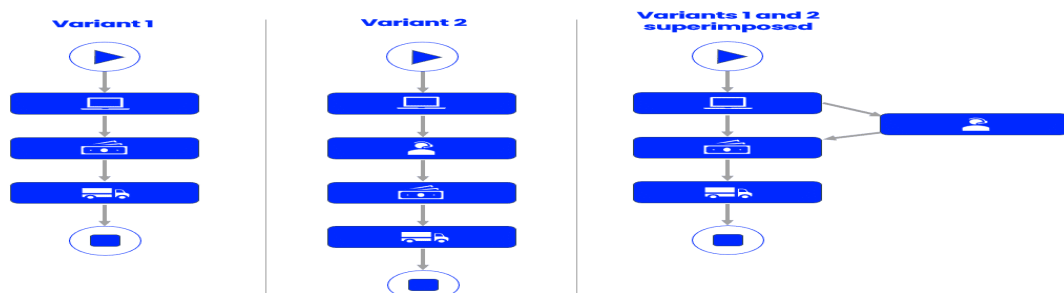 Variant 1
Variant 2
Variants 1 and 2
superimposed